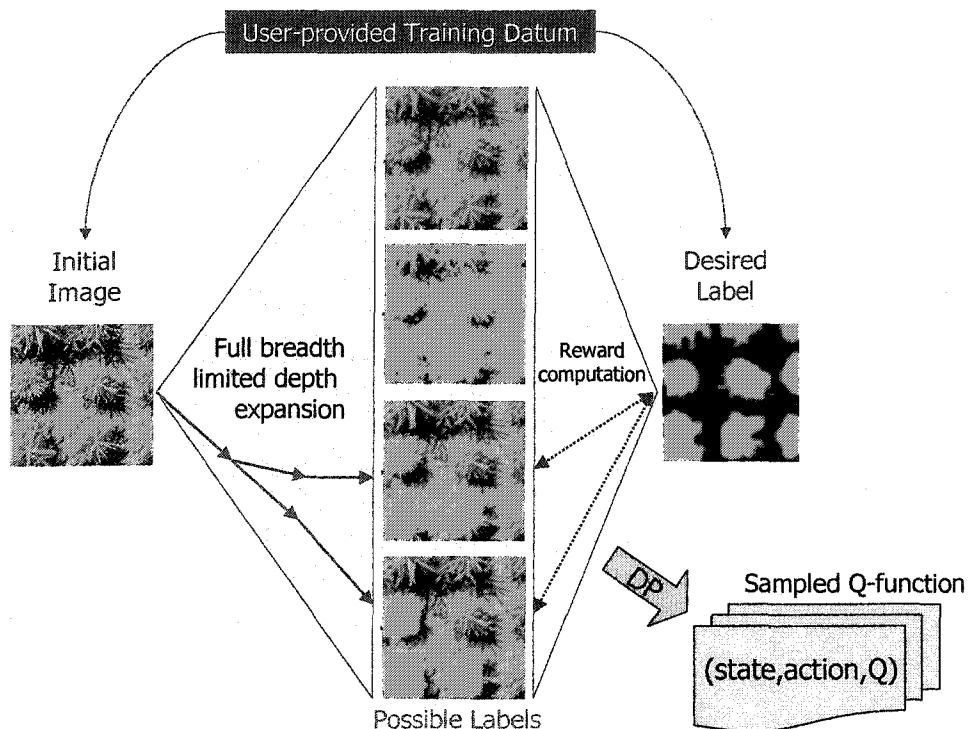 User-provided Training Datum
Initial
Image
Desired
Label
Full breadth
limited depth
expansion
Reward
computation
DP
Sampled Q-function
(state,action,Q)
Possible Labels